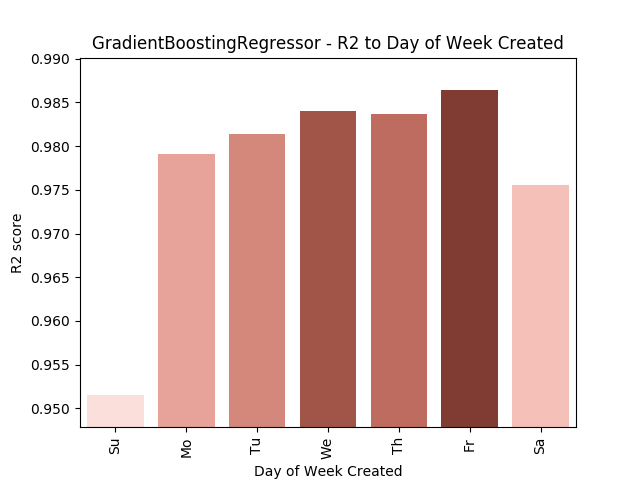 GradientBoostingRegressor - R2 to Day of Week Created
0.990
0.985
0.980
0.975
0.970
0.965
0.960
0.955
0.950
R2 score
Su
Mo
Tu
We
Th
Fr
Sa
Day of Week Created